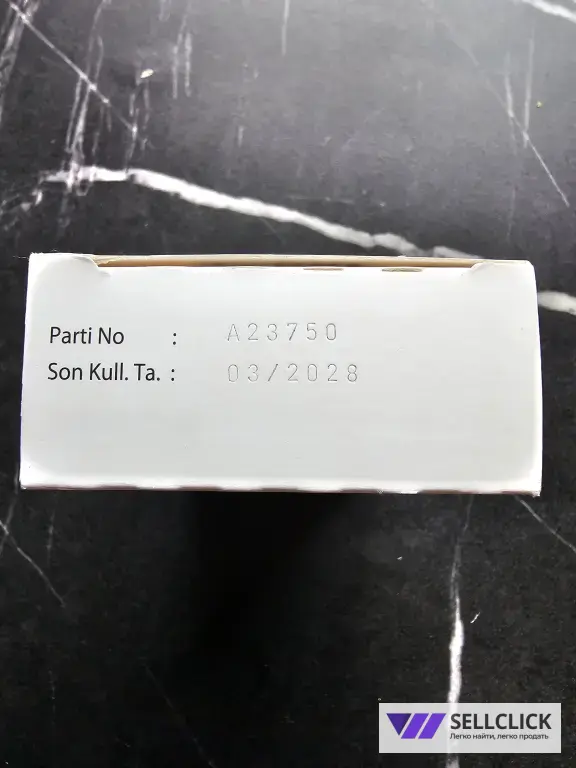 Parti No : A23750
Son Kull. Ta. : 03/2028
SELLCLICK
Легко найти, легко продать